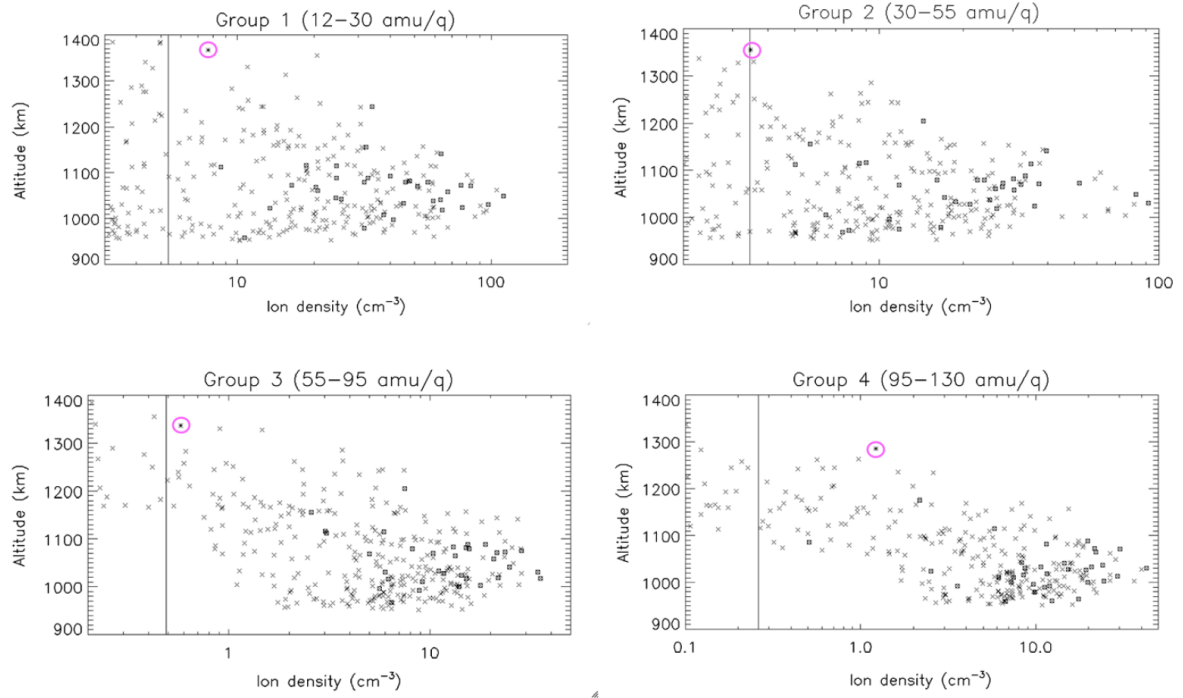 Group 1 (12–30 amu/q)
1400
1300
1200
1100
1000
900
Altitude (km)
10
100
Ion density (cm⁻³)
Group 2 (30–55 amu/q)
1400
1300
1200
1100
1000
900
Altitude (km)
10
100
Ion density (cm⁻³)
Group 3 (55–95 amu/q)
1400
1300
1200
1100
1000
900
Altitude (km)
1
10
Ion density (cm⁻³)
Group 4 (95–130 amu/q)
1400
1300
1200
1100
1000
900
Altitude (km)
0.1
1.0
10.0
Ion density (cm⁻³)